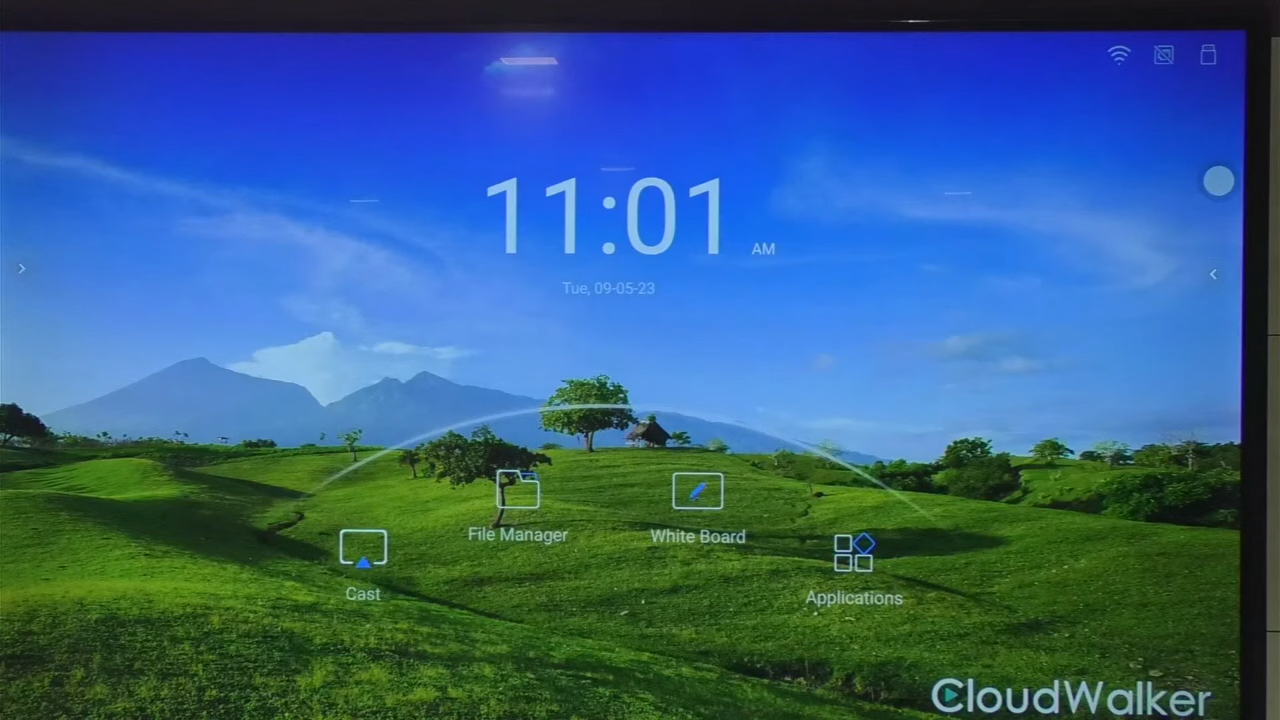 11:01 AM
Tue, 09-05-23
File Manager
White Board
Cast
Applications
CloudWalker